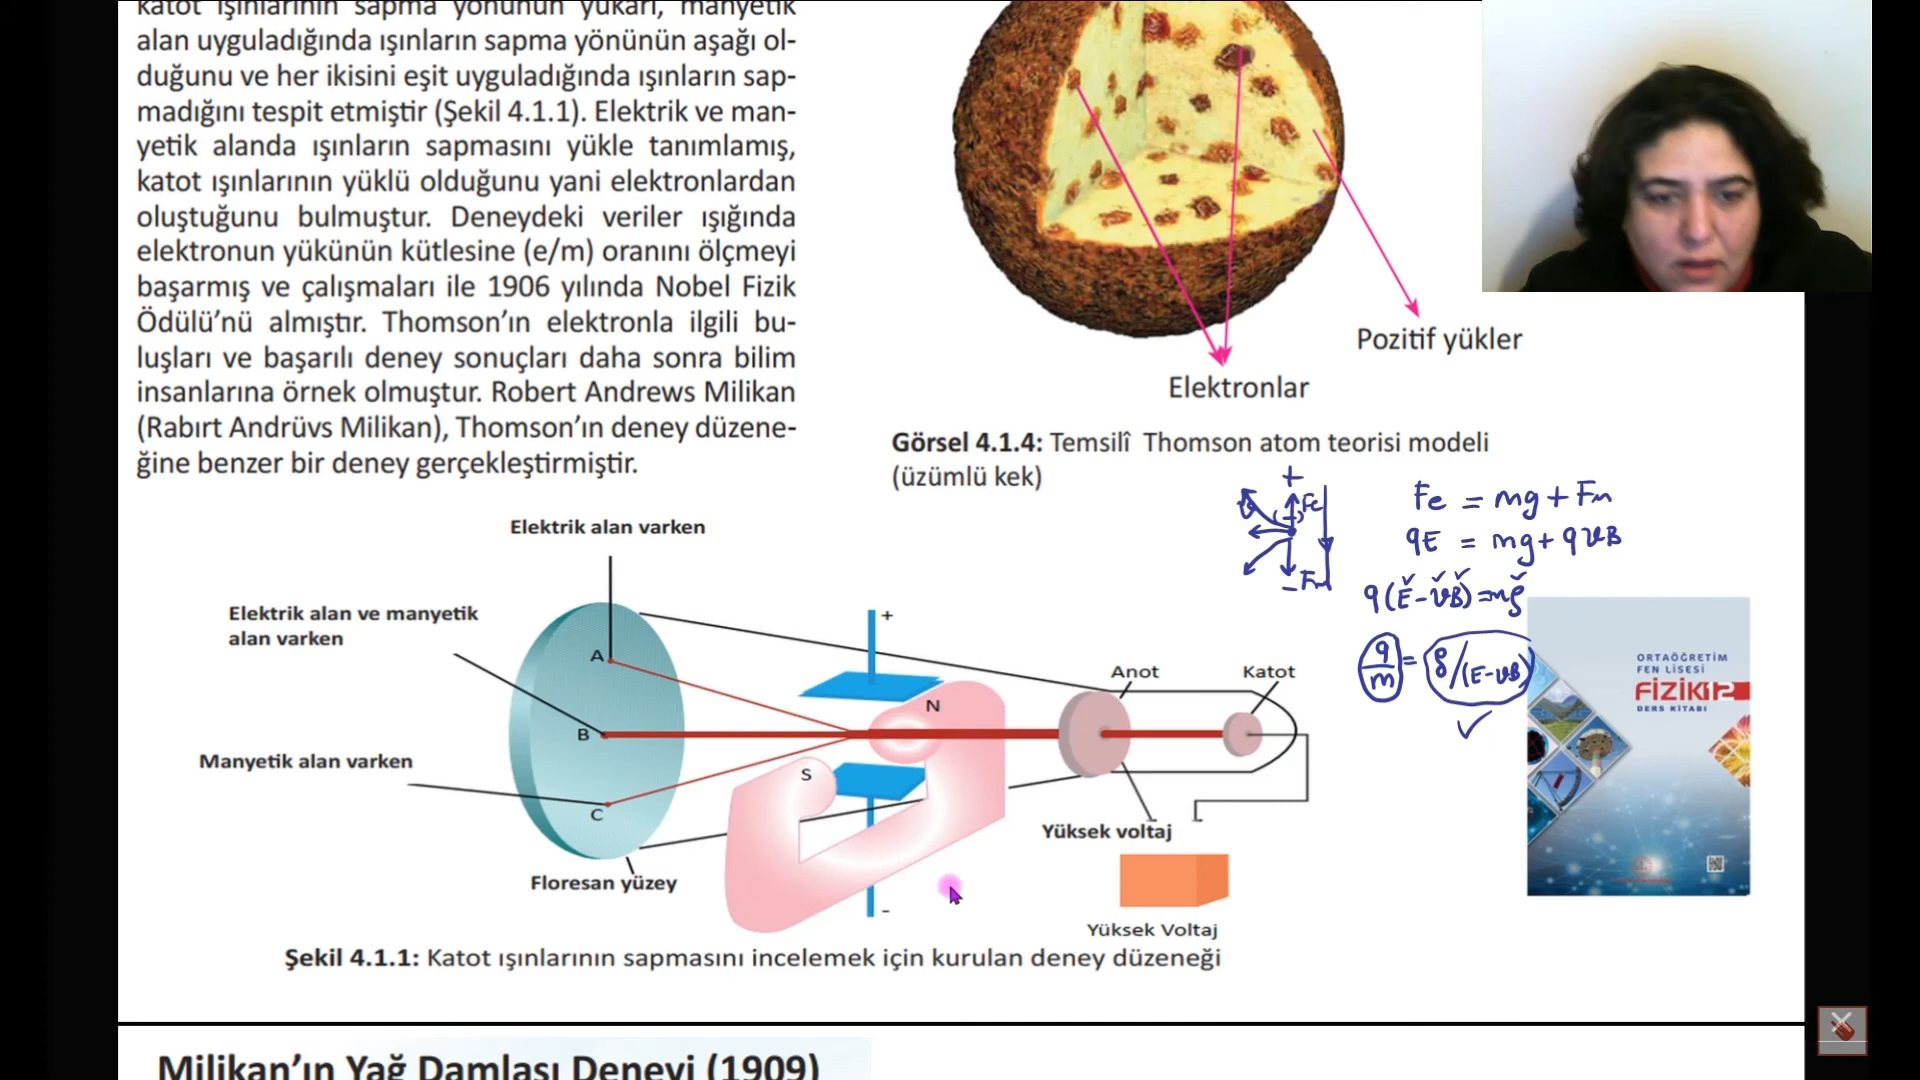 katot ışınlarının sapma yönünün yukarı, manyetik
alan uyguladığında ışınların sapma yönünün aşağı ol-
duğunu ve her ikisini eşit uyguladığında ışınların sap-
madığını tespit etmiştir (Şekil 4.1.1). Elektrik ve man-
yetik alanda ışınların sapmasını yükle tanımlamış,
katot ışınlarının yüklü olduğunu yani elektronlardan
oluştuğunu bulmuştur. Deneydeki veriler ışığında
elektronun yükünün kütlesine (e/m) oranını ölçmeyi
başarmış ve çalışmaları ile 1906 yılında Nobel Fizik
Ödülü’nü almıştır. Thomson’ın elektronla ilgili bu-
luşları ve başarılı deney sonuçları daha sonra bilim
insanlarına örnek olmuştur. Robert Andrews Milikan
(Rabırt Andrüvs Milikan), Thomson’ın deney düzene-
ğine benzer bir deney gerçekleştirmiştir.
Pozitif yükler
Elektronlar
Görsel 4.1.4: Temsilî Thomson atom teorisi modeli
(üzümlü kek)
+
Fe
(-)
- Fm
Fe = mg + Fm
qE = mg + qvB
q(E-vB)=mg
q/m = g/(E-vB)
Elektrik alan varken
Elektrik alan ve manyetik
alan varken
Manyetik alan varken
A
B
C
+
N
S
-
Anot
Katot
Yüksek voltaj
Floresan yüzey
Yüksek Voltaj
ORTAÖĞRETİM
FEN LİSESİ
FİZİK 12
DERS KİTABI
Şekil 4.1.1: Katot ışınlarının sapmasını incelemek için kurulan deney düzeneği
Milikan’ın Yağ Damlası Deneyi (1909)